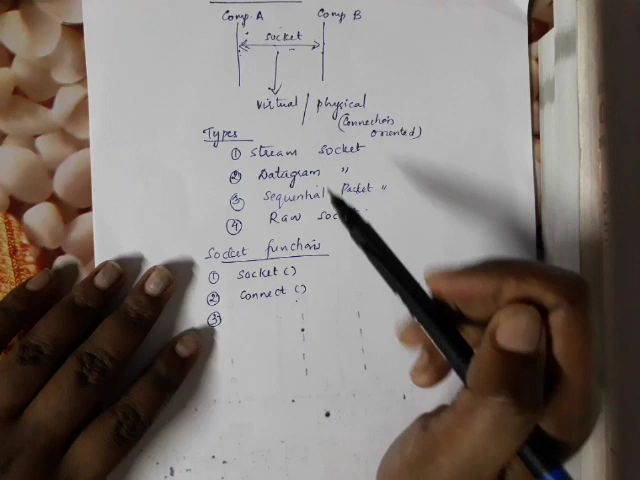 Comp A Comp B
socket
virtual / physical
(Connection oriented)
Types
① Stream Socket
② Datagram "
③ Sequential Packet "
④ Raw
Socket function
① Socket ()
② Connect ()
③